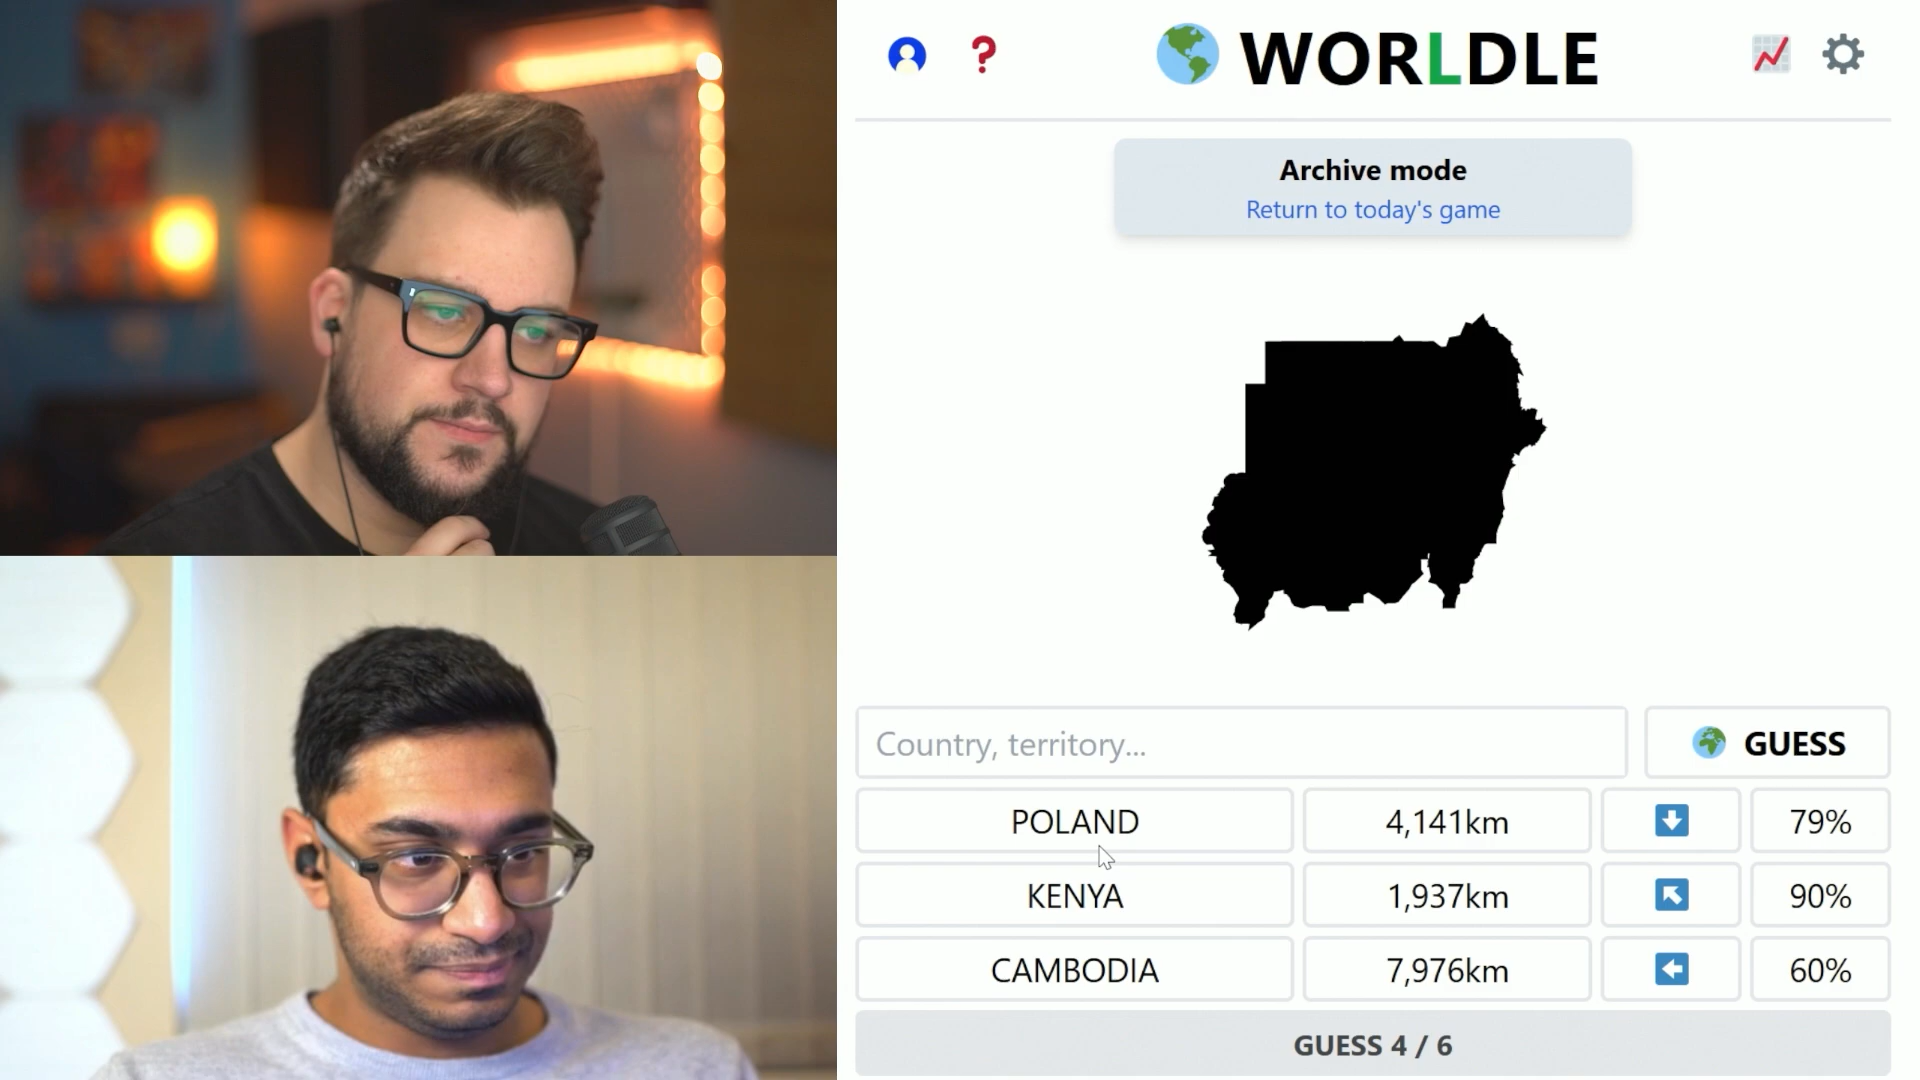 WORLDLE
Archive mode
Return to today's game
Country, territory...
GUESS
POLAND 4,141km 79%
KENYA 1,937km 90%
CAMBODIA 7,976km 60%
GUESS 4 / 6